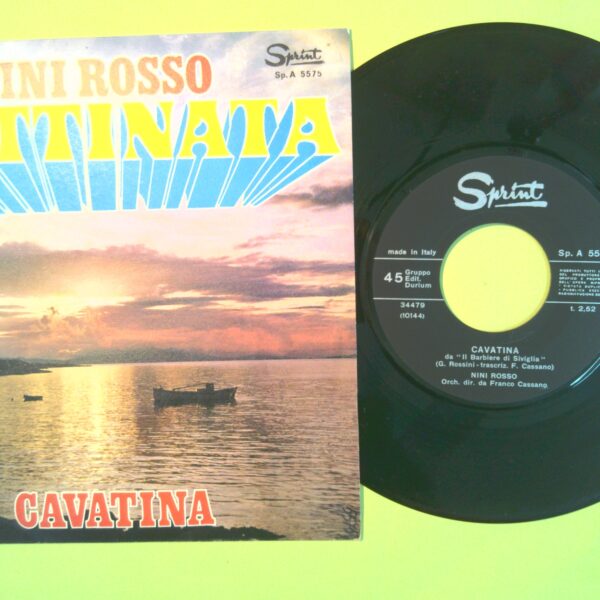 INI ROSSO
Sprint
Sp. A 5575
TTINATA
CAVATINA
Sprint
made in Italy
Sp. A 55
45 Gruppo
Edit.
Durium
34479
(10144)
t. 2,52
CAVATINA
da "Il Barbiere di Siviglia"
(G. Rossini - trascriz. F. Cassano)
NINI ROSSO
Orch. dir. da Franco Cassano